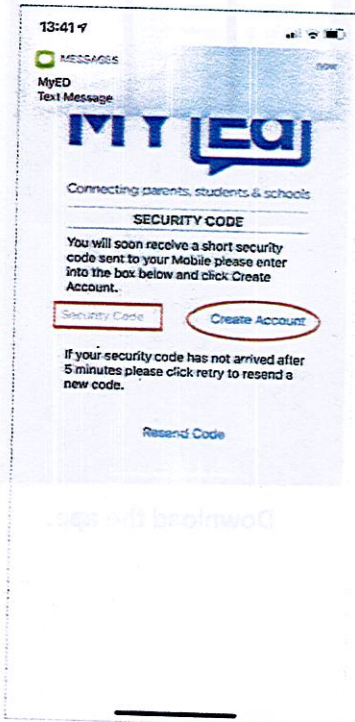 13:41
MESSAGES
now
MyED
Text Message
MY Ed
Connecting parents, students & schools
SECURITY CODE
You will soon receive a short security
code sent to your Mobile please enter
into the box below and click Create
Account.
Security Code
Create Account
If your security code has not arrived after
5 minutes please click retry to resend a
new code.
Resend Code
Download the app.